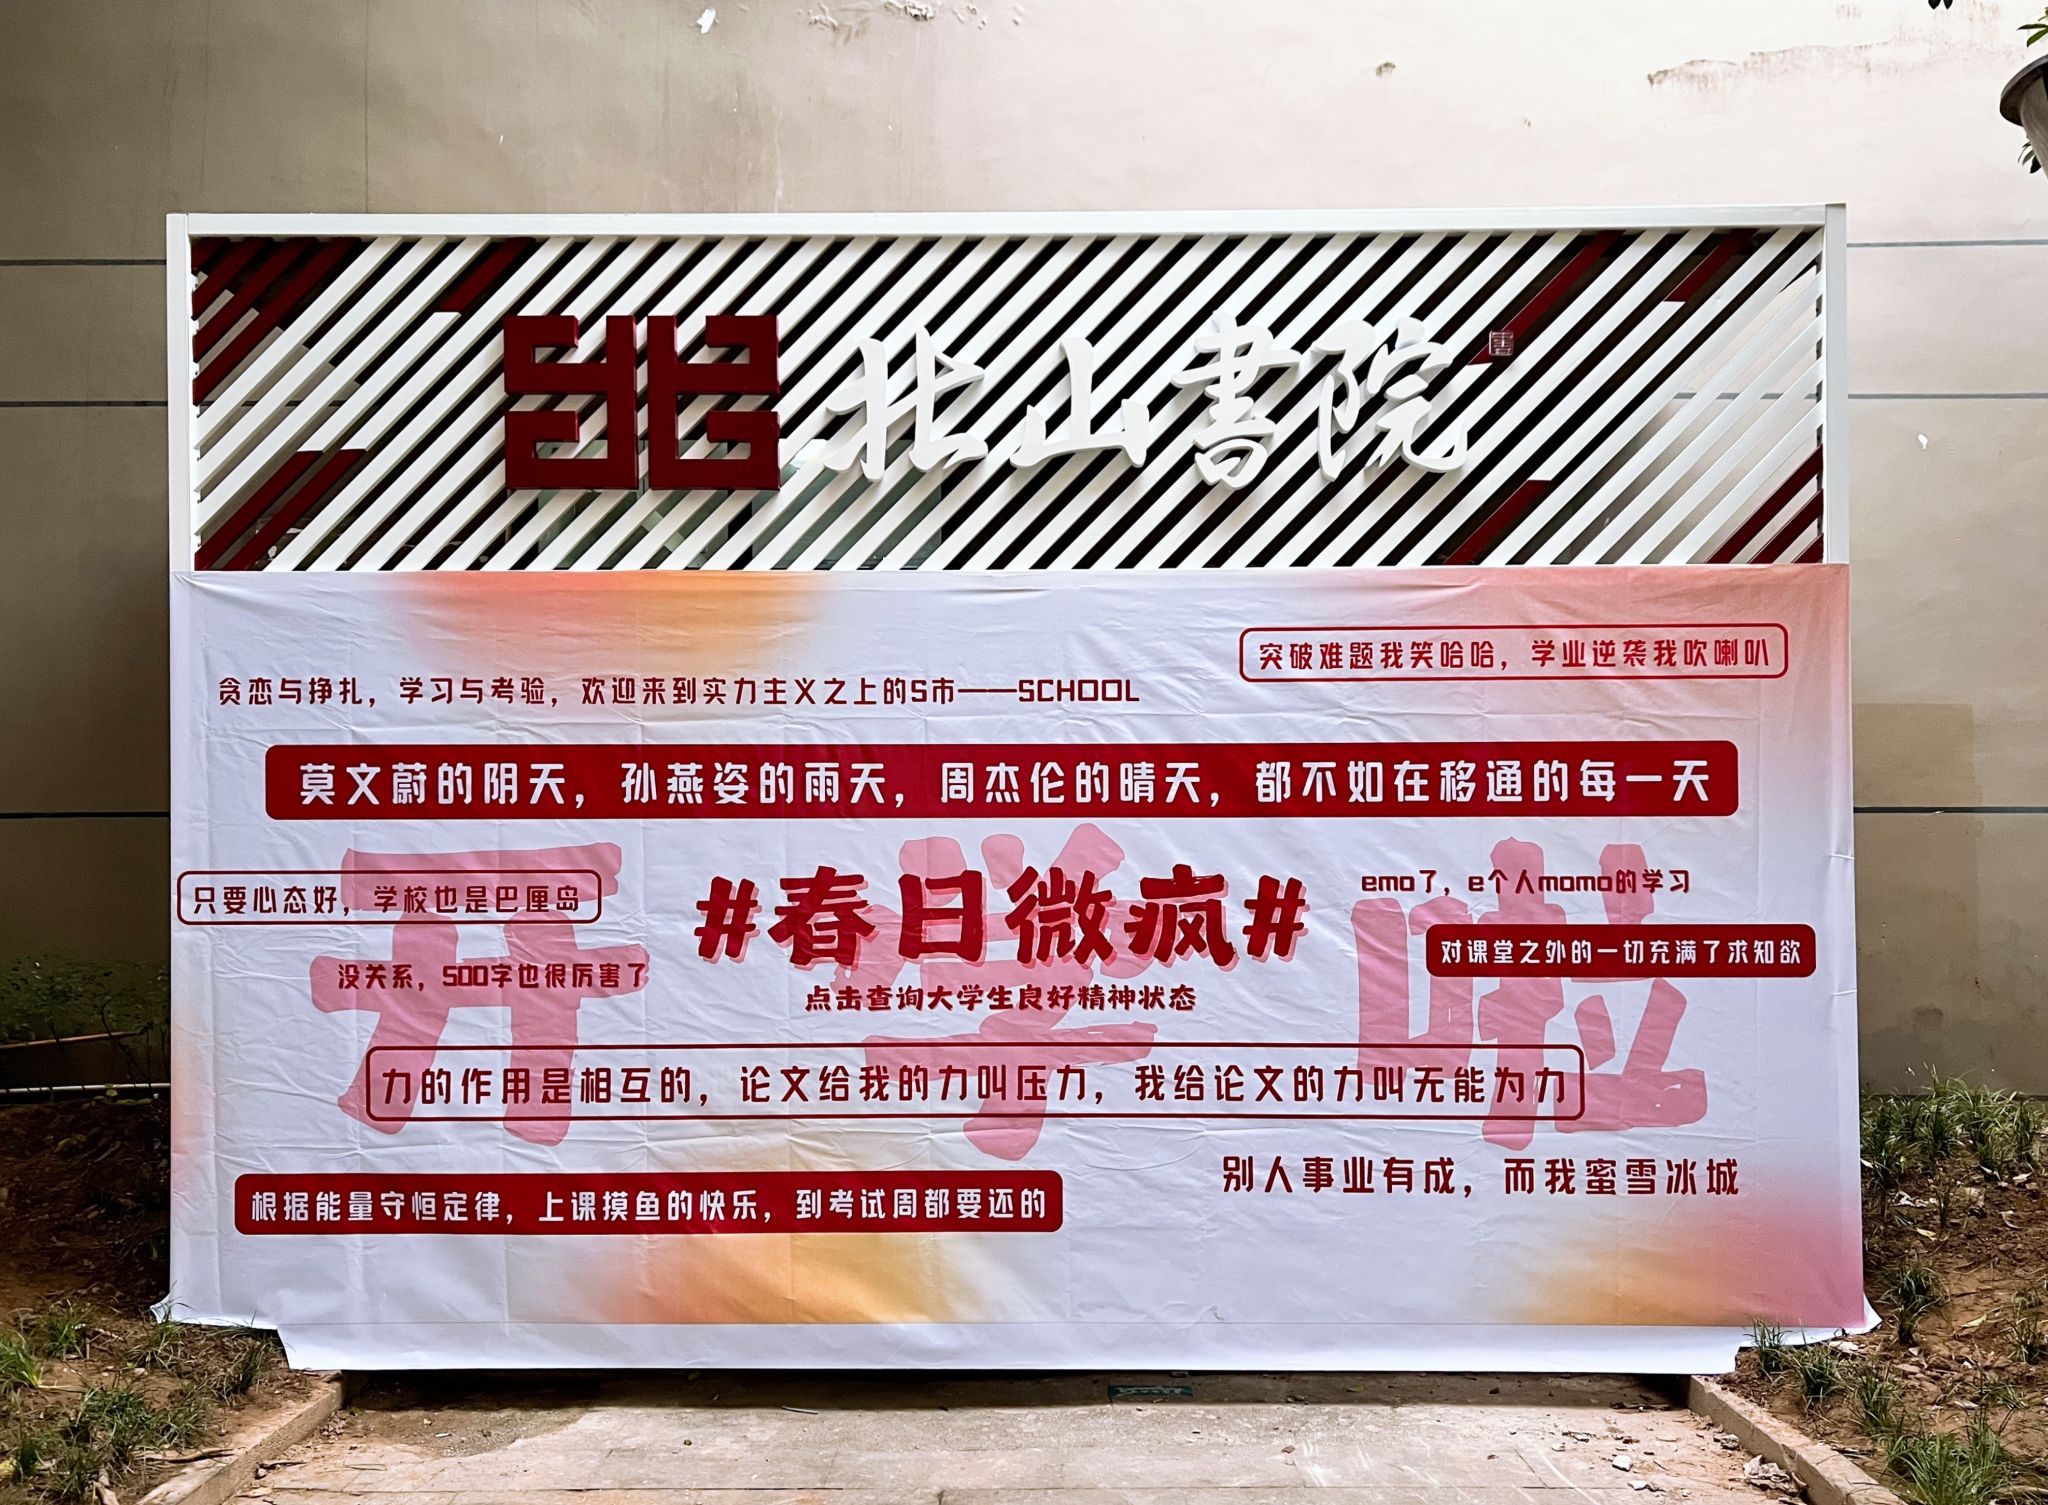 北山書院
突破难题我笑哈哈，学业逆袭我吹喇叭
贪恋与挣扎，学习与考验，欢迎来到实力主义之上的S市——SCHOOL
莫文蔚的阴天，孙燕姿的雨天，周杰伦的晴天，都不如在移通的每一天
开学啦
只要心态好，学校也是巴厘岛
#春日微疯#
emo了，e个人momo的学习
对课堂之外的一切充满了求知欲
没关系，500字也很厉害了
点击查询大学生良好精神状态
力的作用是相互的，论文给我的力叫压力，我给论文的力叫无能为力
别人事业有成，而我蜜雪冰城
根据能量守恒定律，上课摸鱼的快乐，到考试周都要还的